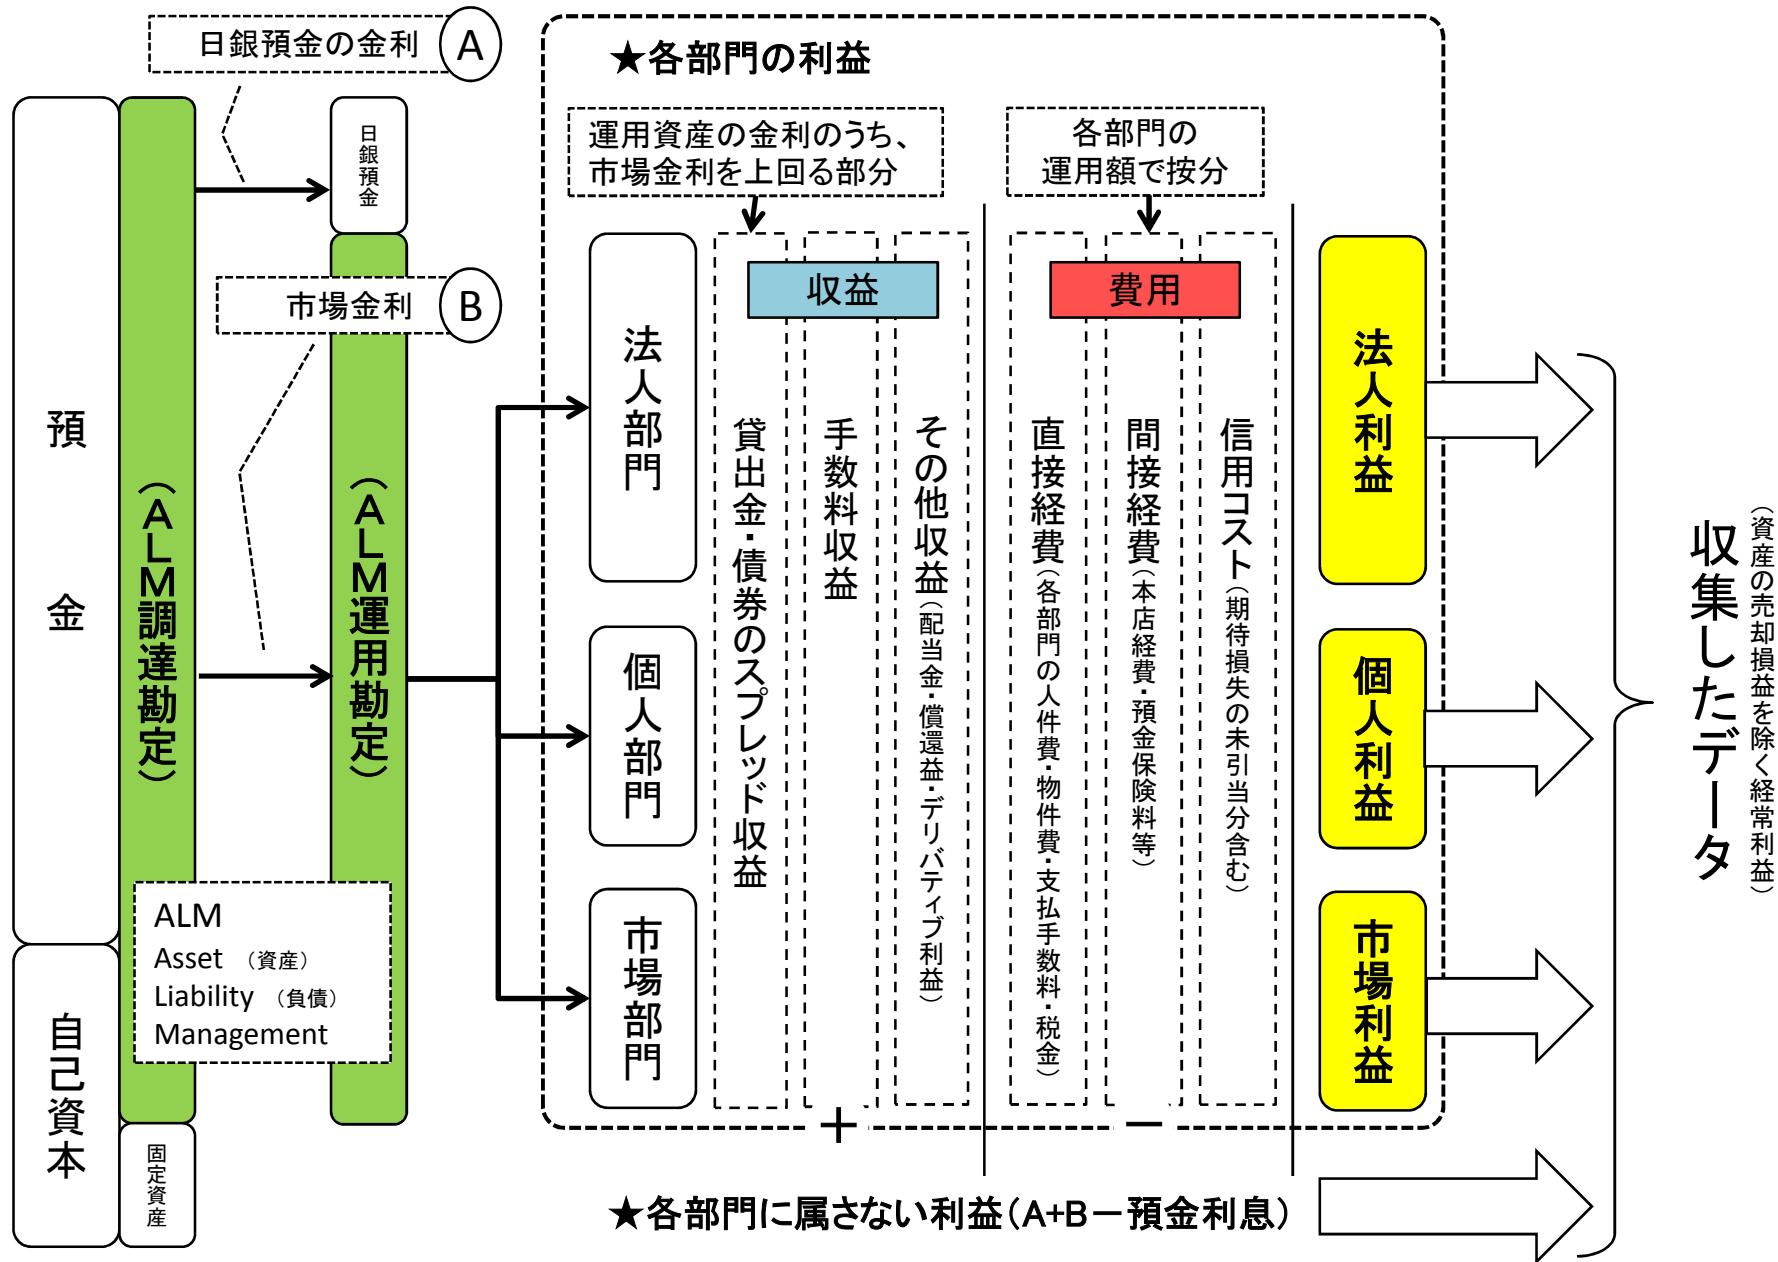 日銀預金の金利
A
★各部門の利益
預金
日銀預金
運用資産の金利のうち、
市場金利を上回る部分
各部門の
運用額で按分
市場金利
B
収益
費用
(ALM調達勘定)
(ALM運用勘定)
法人部門
個人部門
市場部門
貸出金・債券のスプレッド収益
手数料収益
その他収益(配当金・償還益・デリバティブ利益)
直接経費(各部門の人件費・物件費・支払手数料・税金)
間接経費(本店経費・預金保険料等)
信用コスト(期待損失の未引当分含む)
法人利益
個人利益
市場利益
収集したデータ
(資産の売却損益を除く経常利益)
ALM
Asset (資産)
Liability (負債)
Management
自己資本
固定資産
+
−
★各部門に属さない利益(A+B－預金利息)